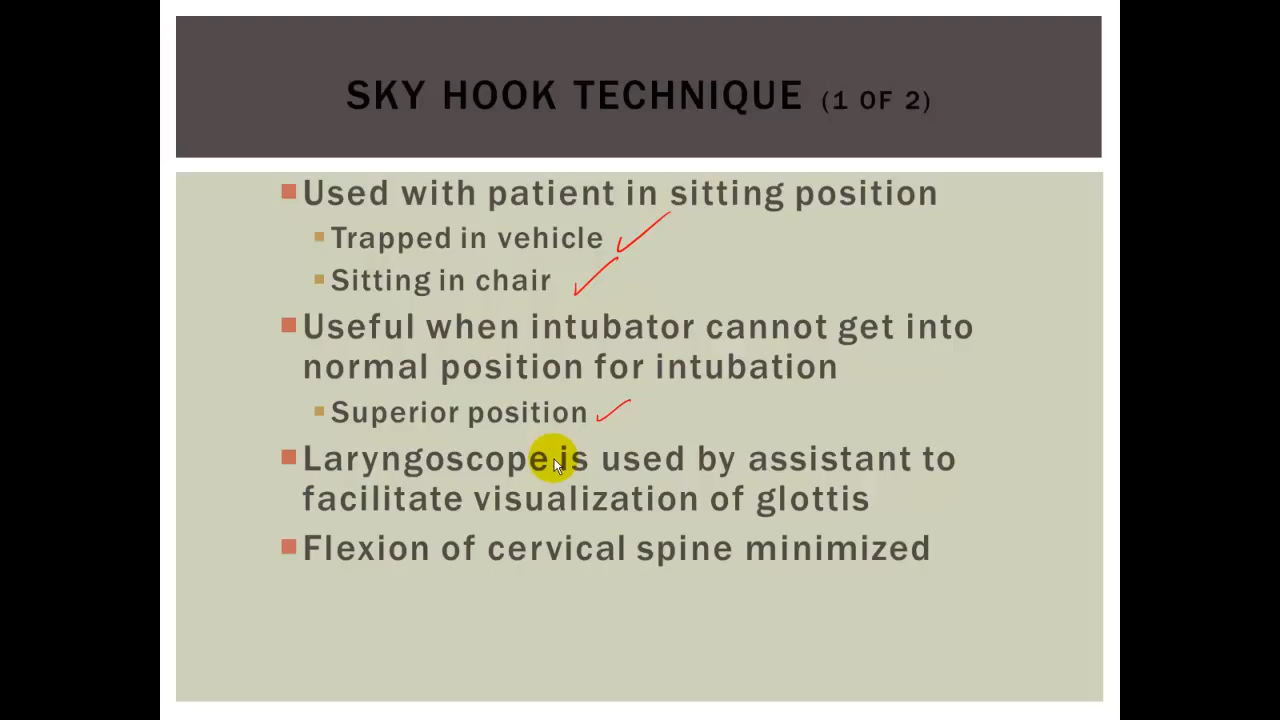 SKY HOOK TECHNIQUE (1 OF 2)
Used with patient in sitting position
Trapped in vehicle
Sitting in chair
Useful when intubator cannot get into
normal position for intubation
Superior position
Laryngoscope is used by assistant to
facilitate visualization of glottis
Flexion of cervical spine minimized